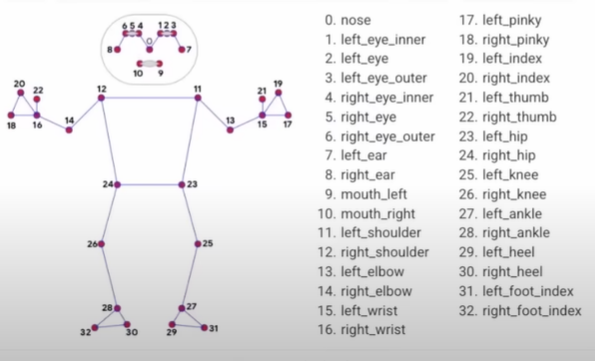 6 5 4 1 2 3
0
8 7
10 9
20 22 12 11 21 19
18 16 14 13 15 17
24 23
26 25
28 27
32 30 29 31
0. nose
1. left_eye_inner
2. left_eye
3. left_eye_outer
4. right_eye_inner
5. right_eye
6. right_eye_outer
7. left_ear
8. right_ear
9. mouth_left
10. mouth_right
11. left_shoulder
12. right_shoulder
13. left_elbow
14. right_elbow
15. left_wrist
16. right_wrist
17. left_pinky
18. right_pinky
19. left_index
20. right_index
21. left_thumb
22. right_thumb
23. left_hip
24. right_hip
25. left_knee
26. right_knee
27. left_ankle
28. right_ankle
29. left_heel
30. right_heel
31. left_foot_index
32. right_foot_index